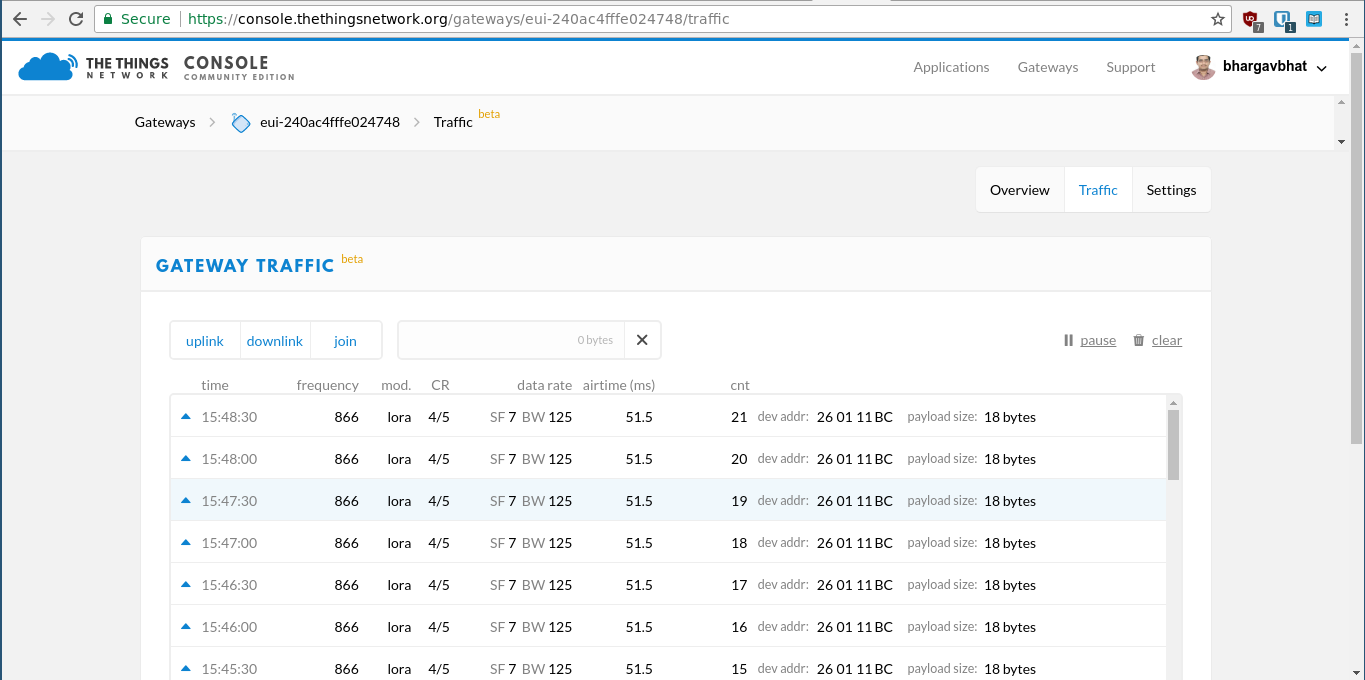 Secure https://console.thethingsnetwork.org/gateways/eui-240ac4fffe024748/traffic
7 1
THE THINGS NETWORK CONSOLE COMMUNITY EDITION Applications Gateways Support bhargavbhat
Gateways eui-240ac4fffe024748 Traffic beta
Overview Traffic Settings
GATEWAY TRAFFIC beta
uplink downlink join 0 bytes pause clear
time frequency mod. CR data rate airtime (ms) cnt
15:48:30 866 lora 4/5 SF 7 BW 125 51.5 21 dev addr: 26 01 11 BC payload size: 18 bytes
15:48:00 866 lora 4/5 SF 7 BW 125 51.5 20 dev addr: 26 01 11 BC payload size: 18 bytes
15:47:30 866 lora 4/5 SF 7 BW 125 51.5 19 dev addr: 26 01 11 BC payload size: 18 bytes
15:47:00 866 lora 4/5 SF 7 BW 125 51.5 18 dev addr: 26 01 11 BC payload size: 18 bytes
15:46:30 866 lora 4/5 SF 7 BW 125 51.5 17 dev addr: 26 01 11 BC payload size: 18 bytes
15:46:00 866 lora 4/5 SF 7 BW 125 51.5 16 dev addr: 26 01 11 BC payload size: 18 bytes
15:45:30 866 lora 4/5 SF 7 BW 125 51.5 15 dev addr: 26 01 11 BC payload size: 18 bytes